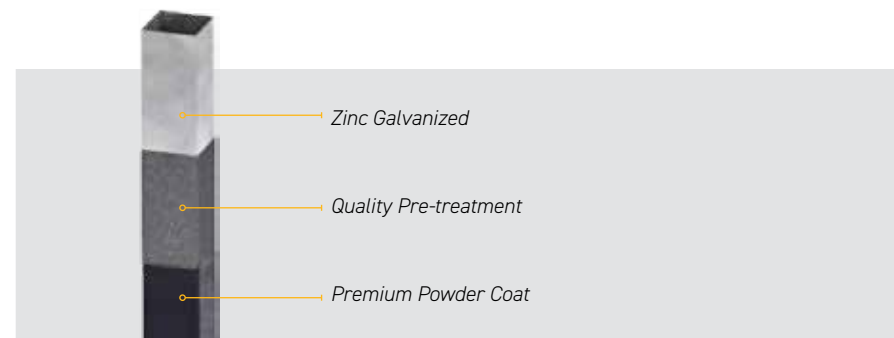 Zinc Galvanized
Quality Pre-treatment
Premium Powder Coat